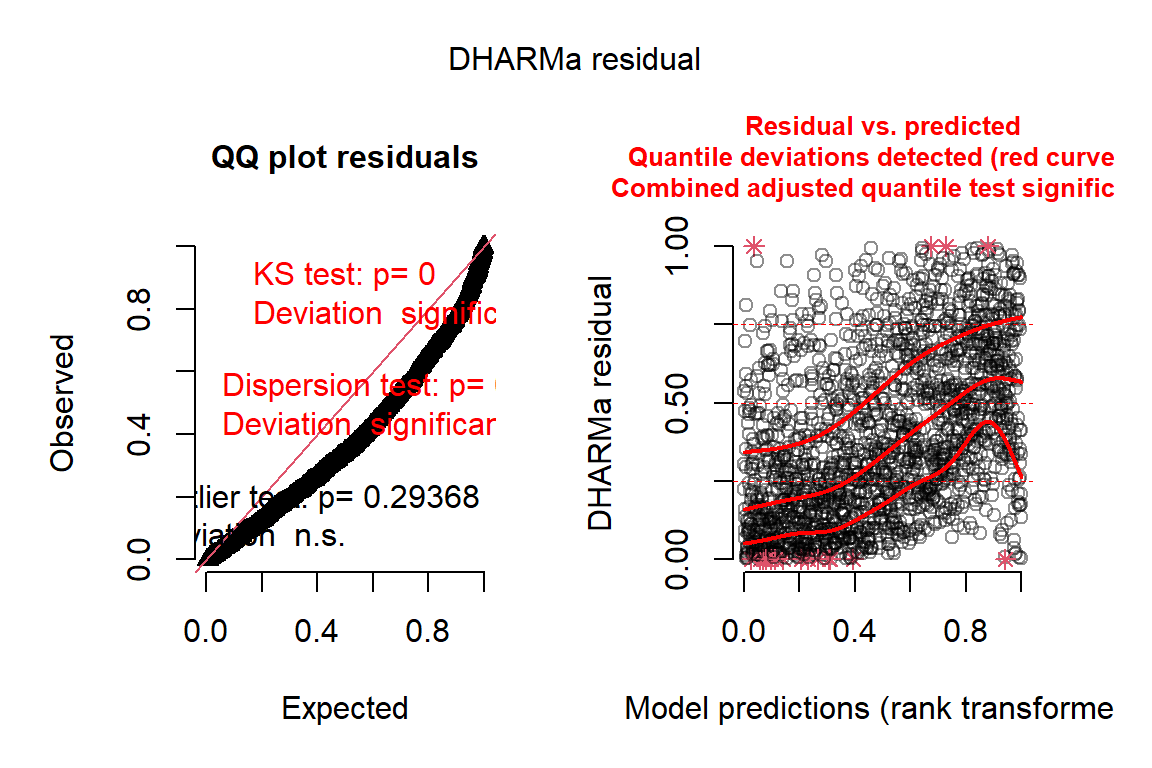 DHARMa residual
QQ plot residuals
KS test: p= 0
Deviation significic
Dispersion test: p=
Deviation significar
lier test: p= 0.29368
viation n.s.
Observed
0.0
0.4
0.8
0.0
0.4
0.8
Expected
Residual vs. predicted
Quantile deviations detected (red curve
Combined adjusted quantile test signific
DHARMa residual
0.00
0.50
1.00
0.0
0.4
0.8
Model predictions (rank transforme